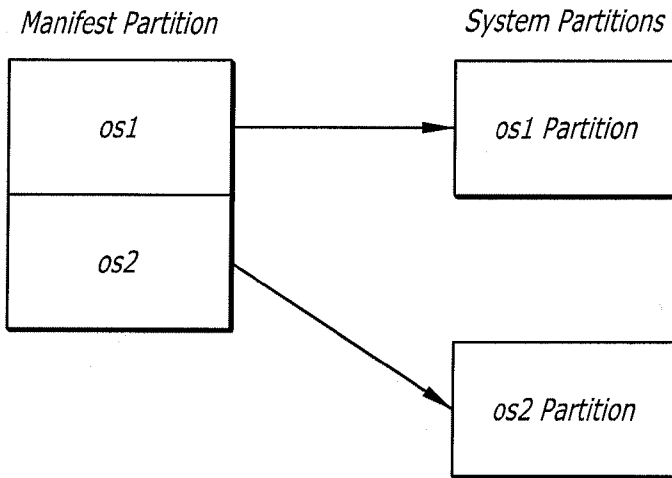 Manifest Partition
System Partitions
os1
os1 Partition
os2
os2 Partition